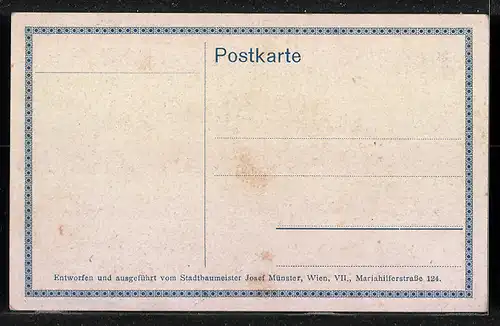 Postkarte
Entworfen und ausgeführt vom Stadtbaumeister Josef Münster, Wien, VII., Mariahilferstraße 124.